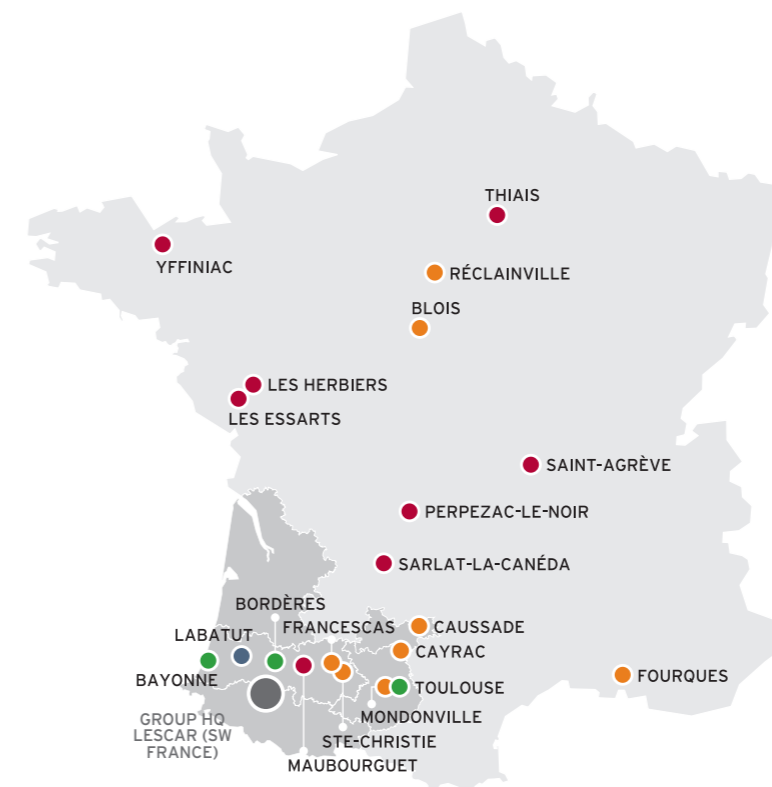 THIAIS
YFFINIAC
RÉCLAINVILLE
BLOIS
LES HERBIERS
LES ESSARTS
SAINT-AGRÈVE
PERPEZAC-LE-NOIR
SARLAT-LA-CANÉDA
BORDÈRES
FRANCESCAS
CAUSSADE
LABATUT
CAYRAC
BAYONNE
FOURQUES
TOULOUSE
GROUP HQ
LESCAR (SW
FRANCE)
MONDONVILLE
STE-CHRISTIE
MAUBOURGUET